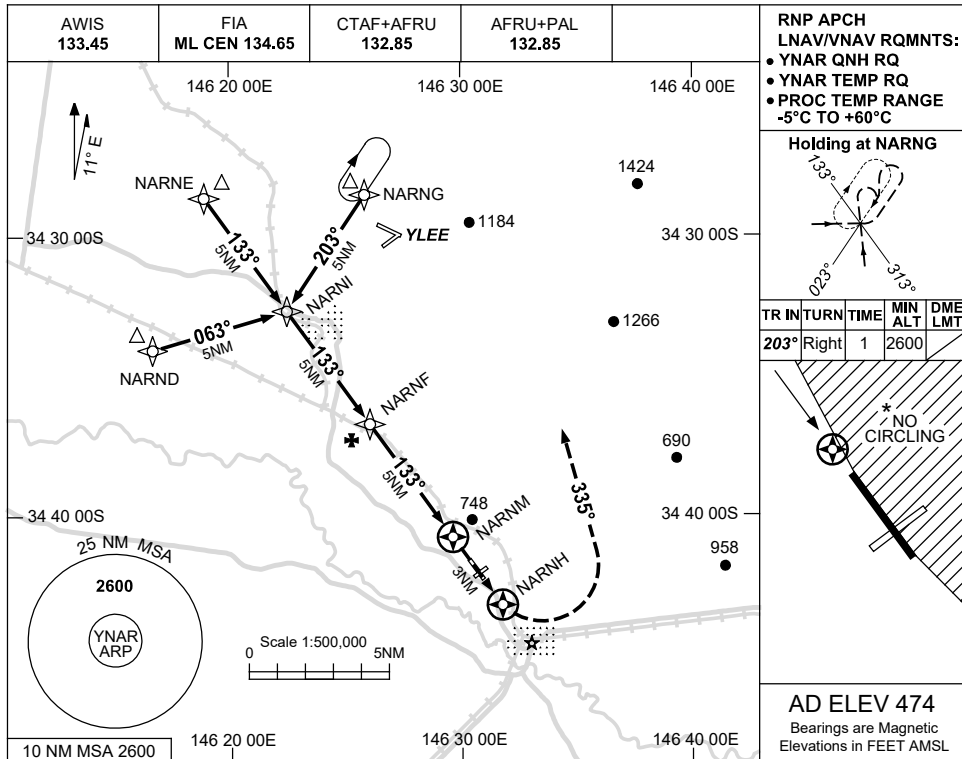 AWIS
133.45
FIA
ML CEN 134.65
CTAF+AFRU
132.85
AFRU+PAL
132.85
RNP APCH
LNAV/VNAV RQMNTS:
• YNAR QNH RQ
• YNAR TEMP RQ
• PROC TEMP RANGE
-5°C TO +60°C
146 20 00E
146 30 00E
146 40 00E
11° E
NARNE
NARNG
1424
1184
YLEE
34 30 00S
34 30 00S
133°
5NM
203°
5NM
NARNI
1266
063°
5NM
NARND
133°
5NM
NARNF
133°
5NM
690
335°
748
NARNM
34 40 00S
34 40 00S
958
3NM
NARNH
25 NM MSA
2600
YNAR
ARP
Scale 1:500,000
0
5NM
10 NM MSA 2600
146 20 00E
146 30 00E
146 40 00E
Holding at NARNG
133°
023°
313°
TR IN TURN TIME MIN ALT DME LMT
203° Right 1 2600
* NO
CIRCLING
AD ELEV 474
Bearings are Magnetic
Elevations in FEET AMSL